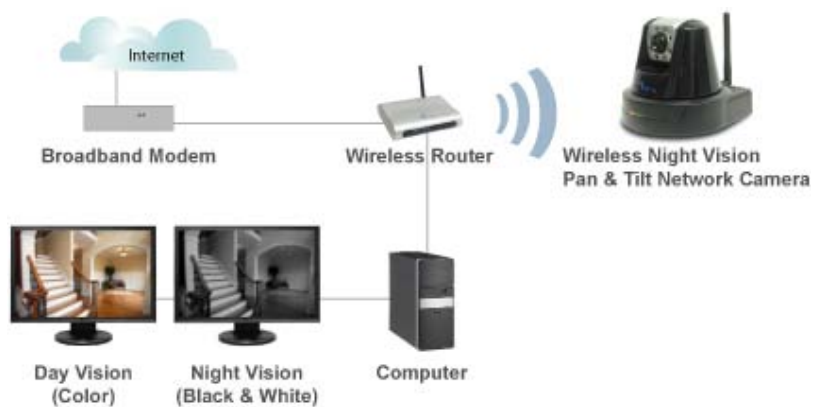 Internet
Broadband Modem
Wireless Router
Wireless Night Vision
Pan & Tilt Network Camera
Day Vision
(Color)
Night Vision
(Black & White)
Computer